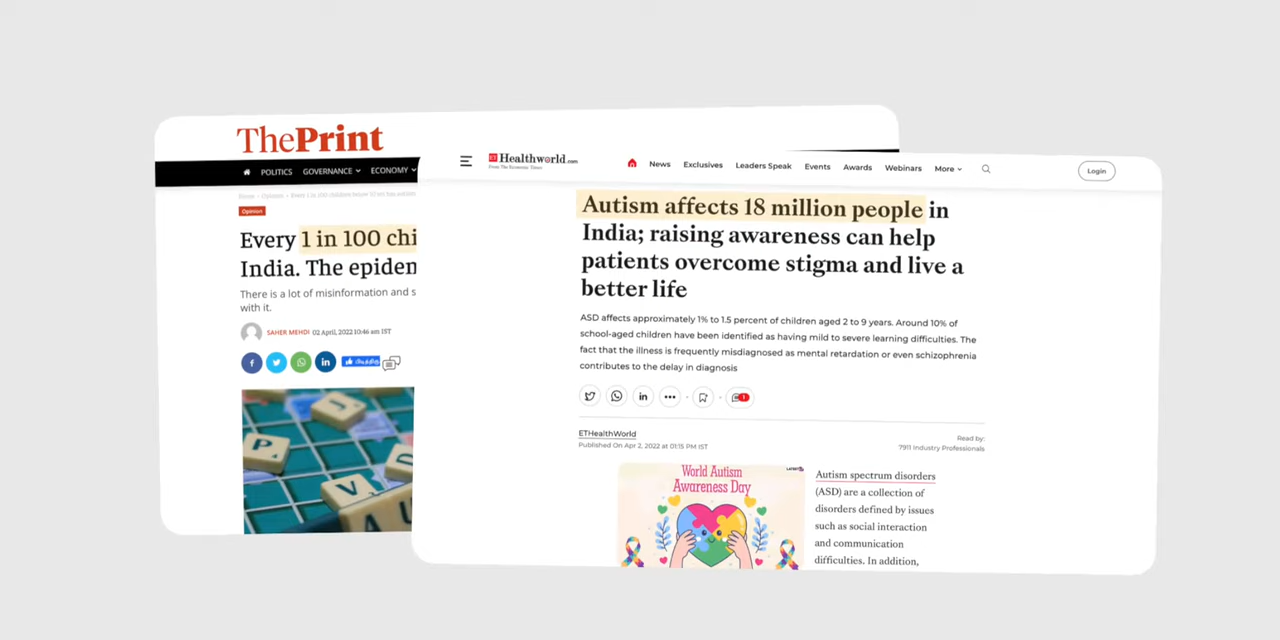 ThePrint
POLITICS GOVERNANCE ECONOMY
Opinion
Every 1 in 100 chi
India. The epiden
There is a lot of misinformation and s
with it.
SAHER MEHDI 02 April, 2022 10:46 am IST
P
J
V
A
ET Healthworld.com
From The Economic Times
News Exclusives Leaders Speak Events Awards Webinars More
Login
Autism affects 18 million people in
India; raising awareness can help
patients overcome stigma and live a
better life
ASD affects approximately 1% to 1.5 percent of children aged 2 to 9 years. Around 10% of
school-aged children have been identified as having mild to severe learning difficulties. The
fact that the illness is frequently misdiagnosed as mental retardation or even schizophrenia
contributes to the delay in diagnosis
1
ETHealthWorld
Published On Apr 2, 2022 at 01:15 PM IST
Read by:
7911 Industry Professionals
World Autism
Awareness Day
Autism spectrum disorders
(ASD) are a collection of
disorders defined by issues
such as social interaction
and communication
difficulties. In addition,